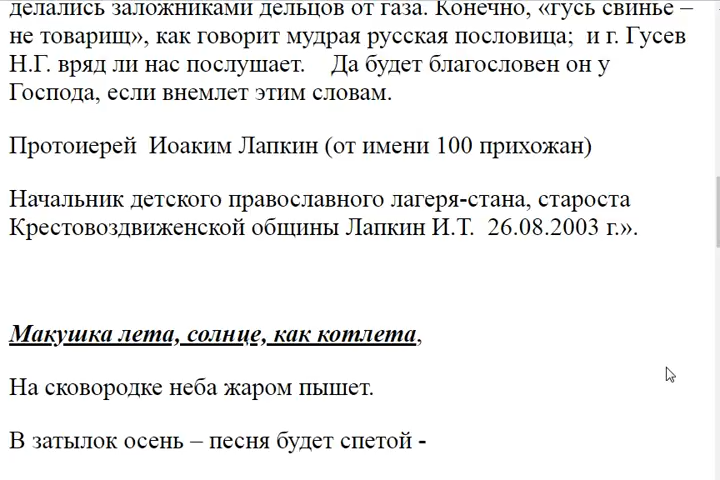 делались заложниками дельцов от газа. Конечно, «гусь свинье –
не товарищ», как говорит мудрая русская пословица;  и г. Гусев
Н.Г. вряд ли нас послушает.    Да будет благословен он у
Господа, если внемлет этим словам.
Протоиерей  Иоаким Лапкин (от имени 100 прихожан)
Начальник детского православного лагеря-стана, староста
Крестовоздвиженской общины Лапкин И.Т.  26.08.2003 г.».
Макушка лета, солнце, как котлета,
На сковородке неба жаром пышет.
В затылок осень – песня будет спетой -